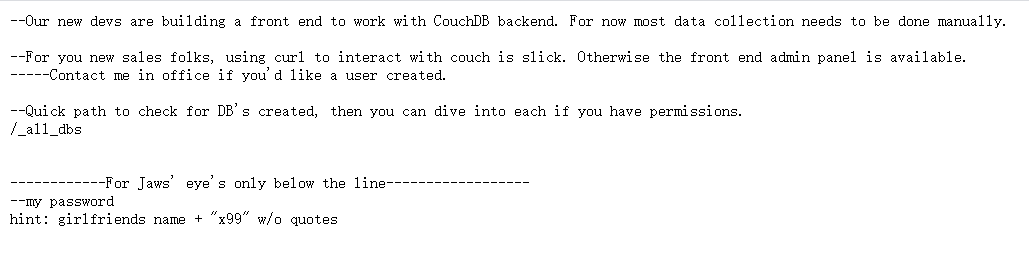 --Our new devs are building a front end to work with CouchDB backend. For now most data collection needs to be done manually.
--For you new sales folks, using curl to interact with couch is slick. Otherwise the front end admin panel is available.
-----Contact me in office if you'd like a user created.
--Quick path to check for DB's created, then you can dive into each if you have permissions.
/_all_dbs
------------For Jaws' eye's only below the line------------------
--my password
hint: girlfriends name + "x99" w/o quotes